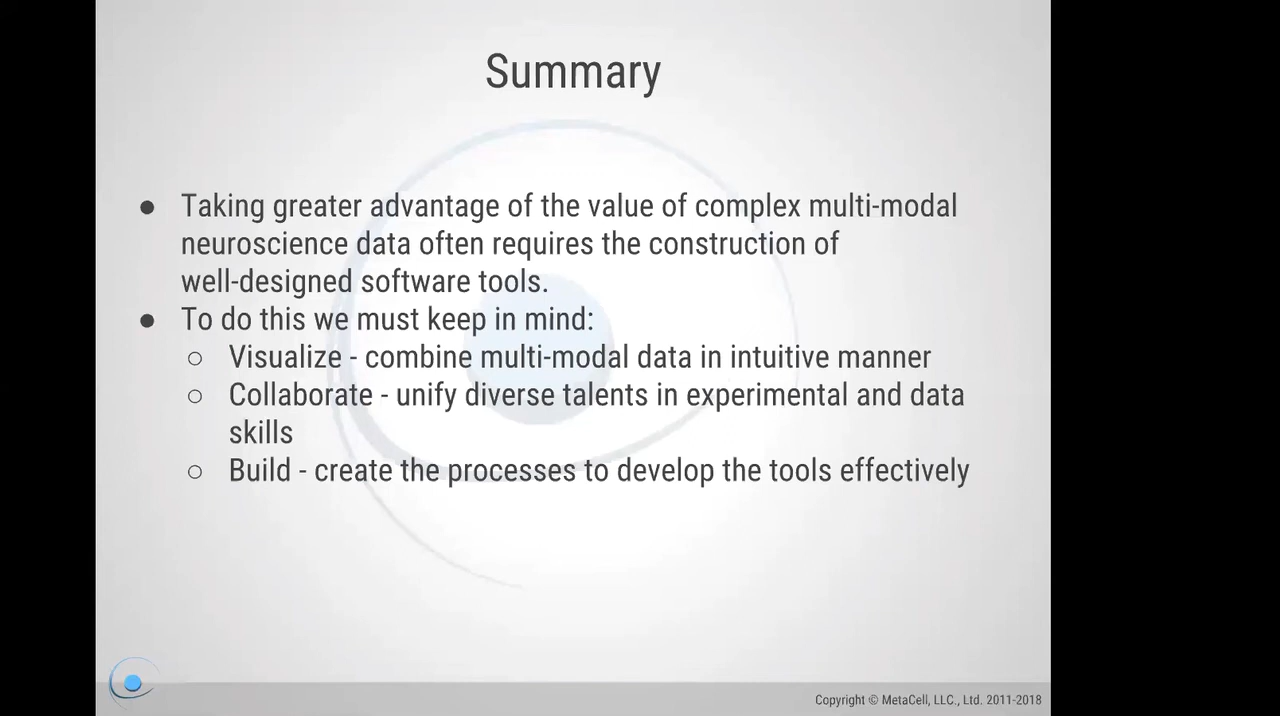 Summary
● Taking greater advantage of the value of complex multi-modal
neuroscience data often requires the construction of
well-designed software tools.
● To do this we must keep in mind:
○ Visualize - combine multi-modal data in intuitive manner
○ Collaborate - unify diverse talents in experimental and data
skills
○ Build - create the processes to develop the tools effectively
Copyright © MetaCell, LLC., Ltd. 2011-2018